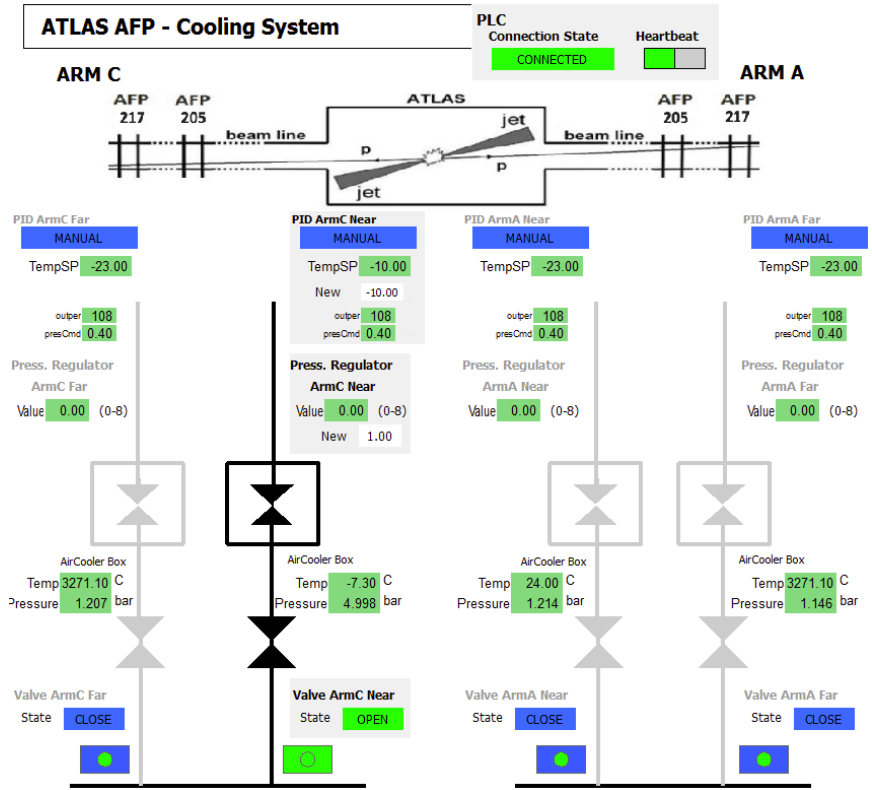 ATLAS AFP - Cooling System
PLC
Connection State Heartbeat
CONNECTED
ARM C ARM A
AFP AFP ATLAS AFP AFP
217 205 jet 205 217
beam line beam line
p
p
jet
PID ArmC Far PID ArmC Near PID ArmA Near PID ArmA Far
MANUAL MANUAL MANUAL MANUAL
TempSP -23.00 TempSP -10.00 TempSP -23.00 TempSP -23.00
New -10.00
outper 108 outper 108 outper 108 outper 108
presCmd 0.40 presCmd 0.40 presCmd 0.40 presCmd 0.40
Press. Regulator Press. Regulator Press. Regulator Press. Regulator
ArmC Far ArmC Near ArmA Near ArmA Far
Value 0.00 (0-8) Value 0.00 (0-8) Value 0.00 (0-8) Value 0.00 (0-8)
New 1.00
AirCooler Box AirCooler Box AirCooler Box AirCooler Box
Temp 3271.10 C Temp -7.30 C Temp 24.00 C Temp 3271.10 C
Pressure 1.207 bar Pressure 4.998 bar Pressure 1.214 bar Pressure 1.146 bar
Valve ArmC Far Valve ArmC Near Valve ArmA Near Valve ArmA Far
State CLOSE State OPEN State CLOSE State CLOSE